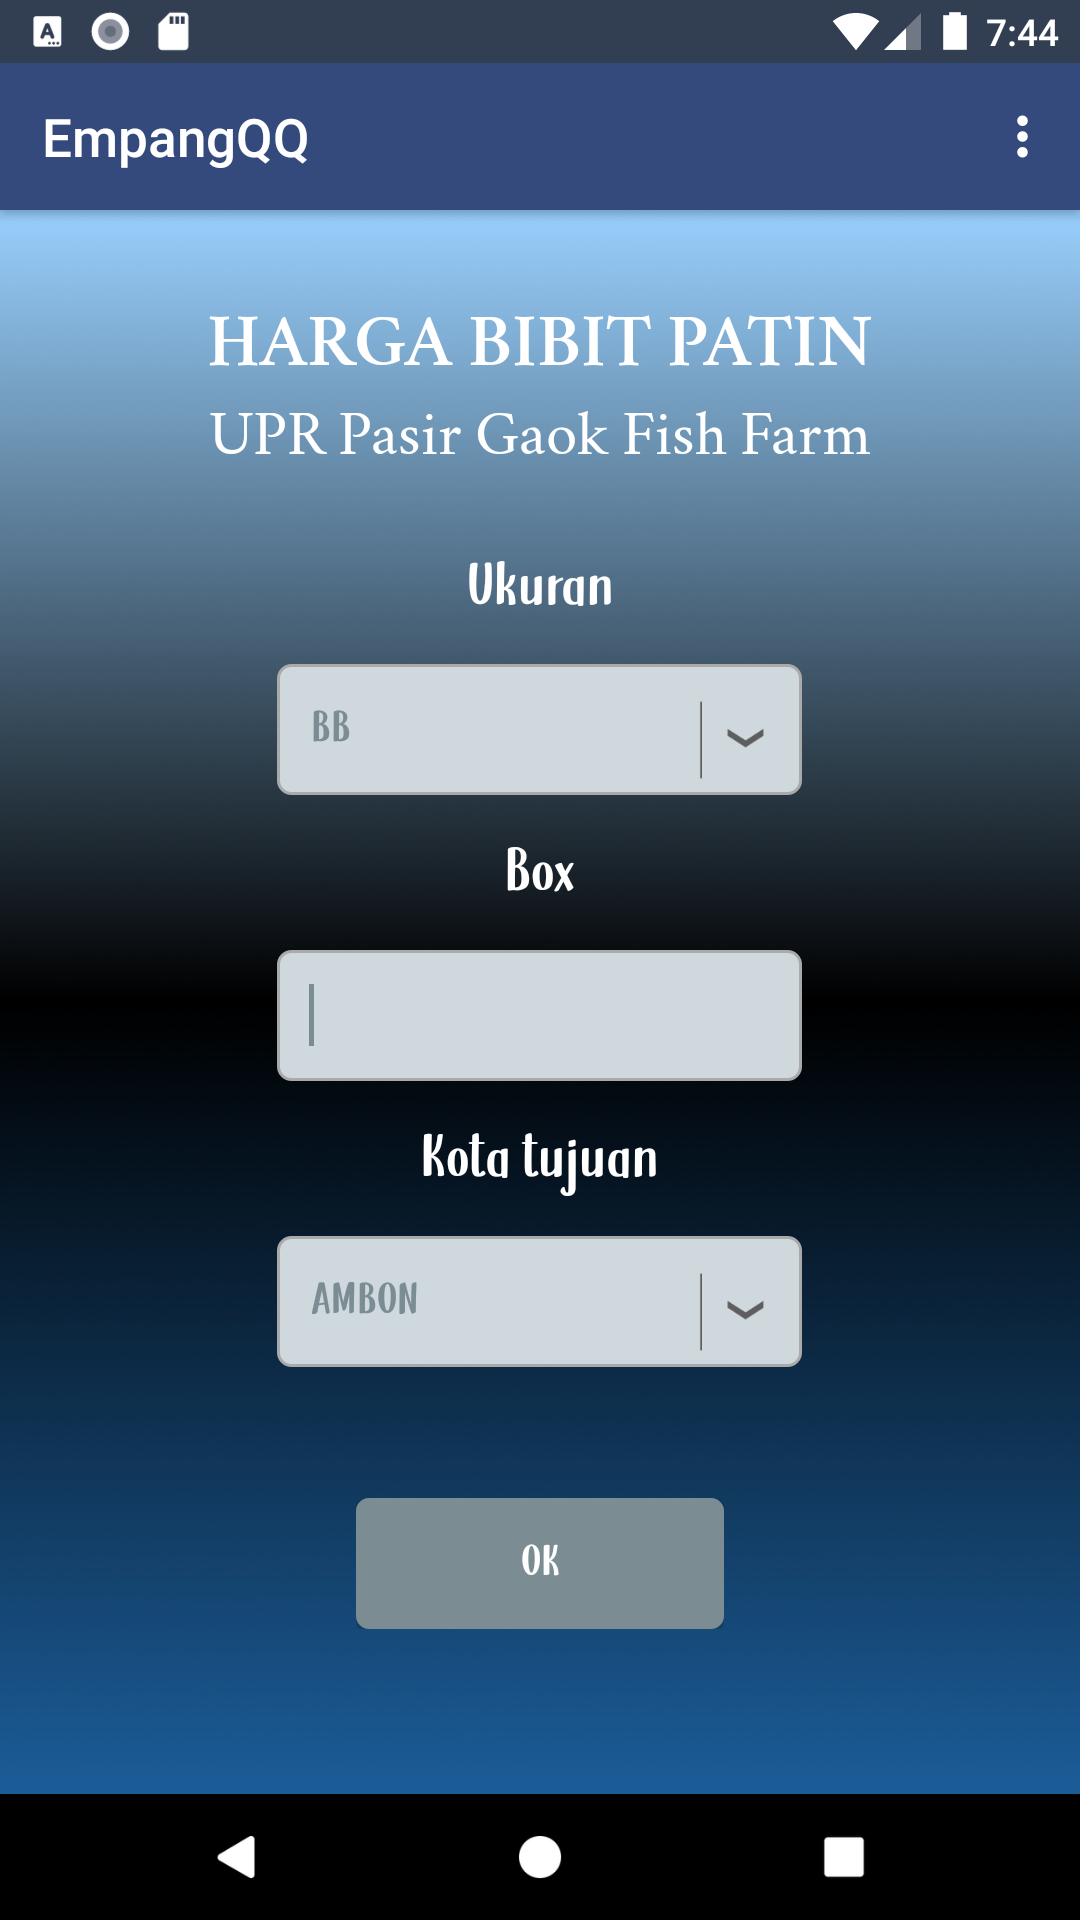 7:44
EmpangQQ
HARGA BIBIT PATIN
UPR Pasir Gaok Fish Farm
Ukuran
BB
Box
Kota tujuan
AMBON
OK